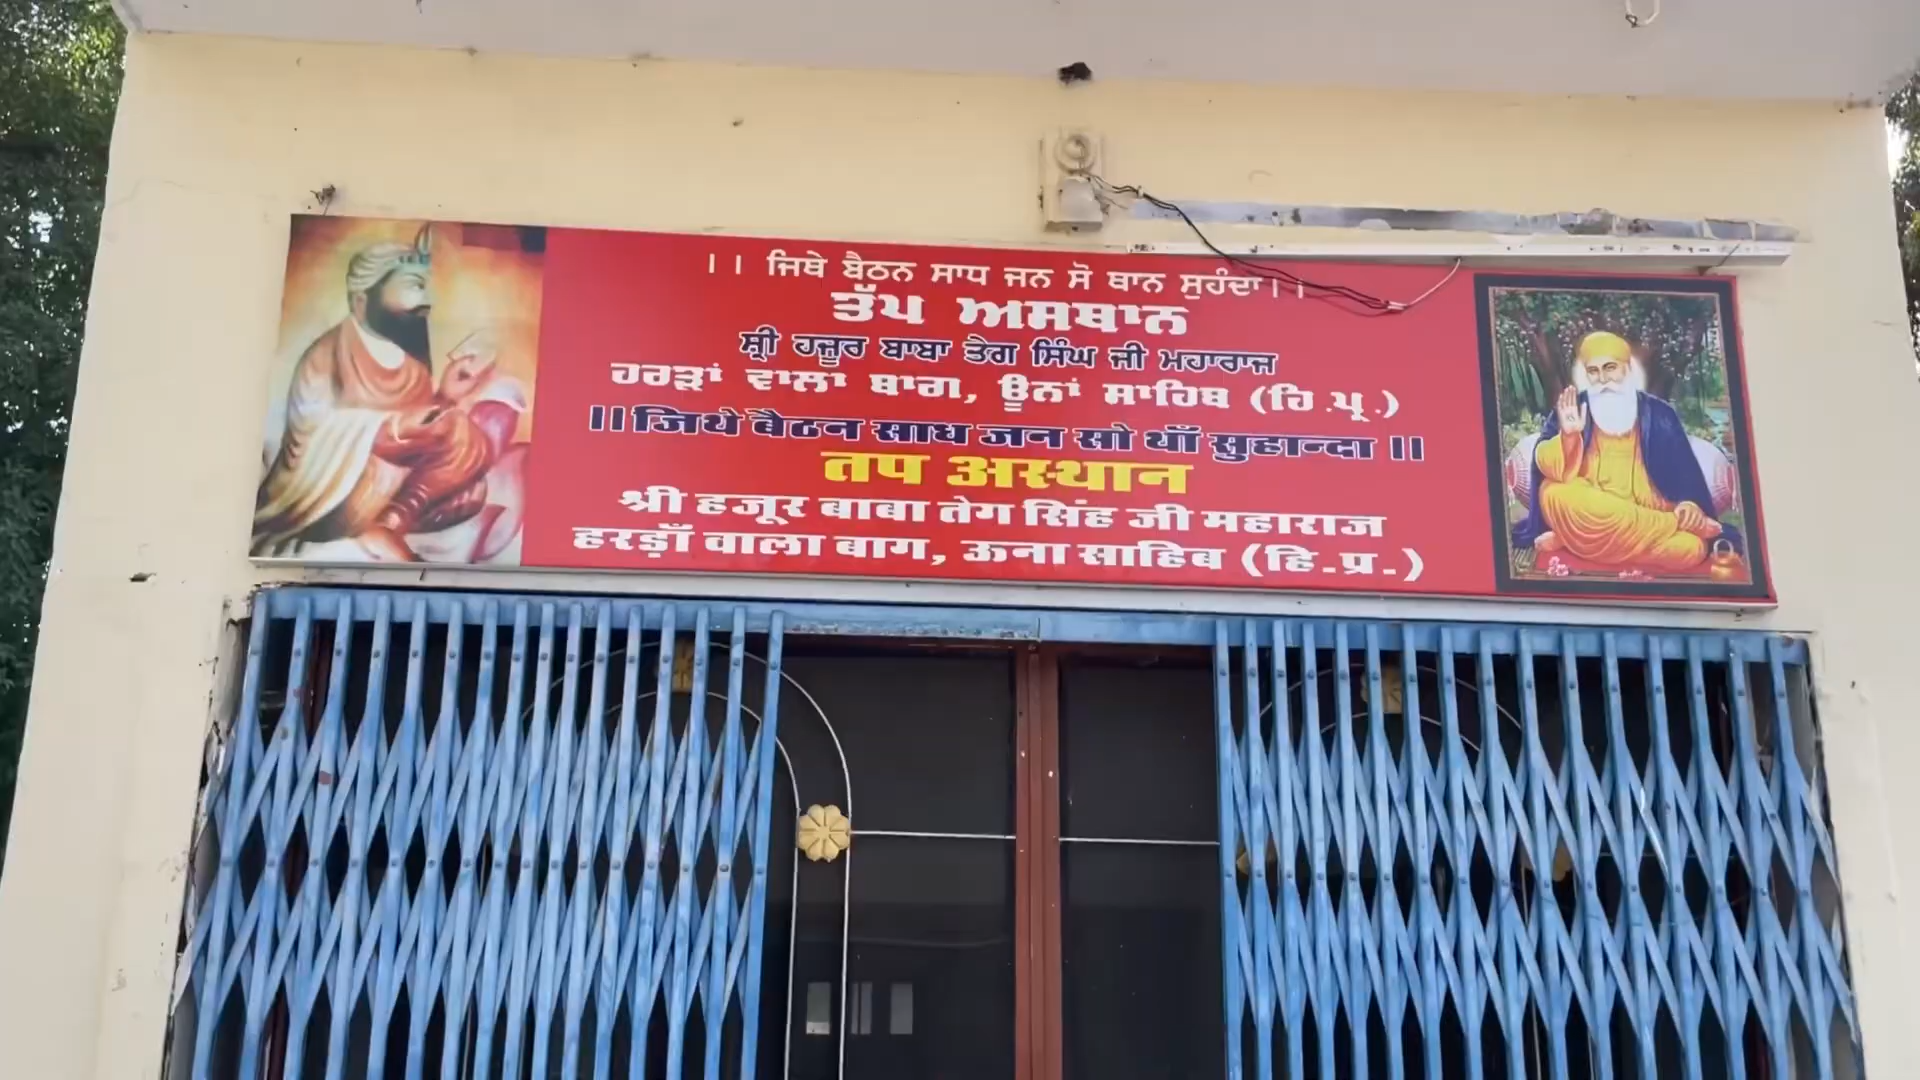 ।। ਜਿਥੇ ਬੈਠਨ ਸਾਧ ਜਨ ਸੋ ਥਾਨ ਸੁਹੰਦਾ।।
ਤੱਪ ਅਸਥਾਨ
ਸ਼੍ਰੀ ਹਜ਼ੂਰ ਬਾਬਾ ਤੇਗ ਸਿੰਘ ਜੀ ਮਹਾਰਾਜ
ਹਰੜਾਂ ਵਾਲਾ ਬਾਗ, ਊਨਾਂ ਸਾਹਿਬ (ਹਿ.ਪ੍ਰ.)
।।जिथे बैठन साध जन सो थाँ सुहान्दा ।।
तप अस्थान
श्री हजूर बाबा तेग सिंह जी महाराज
हरड़ाँ वाला बाग, ऊना साहिब (हि.प्र.)